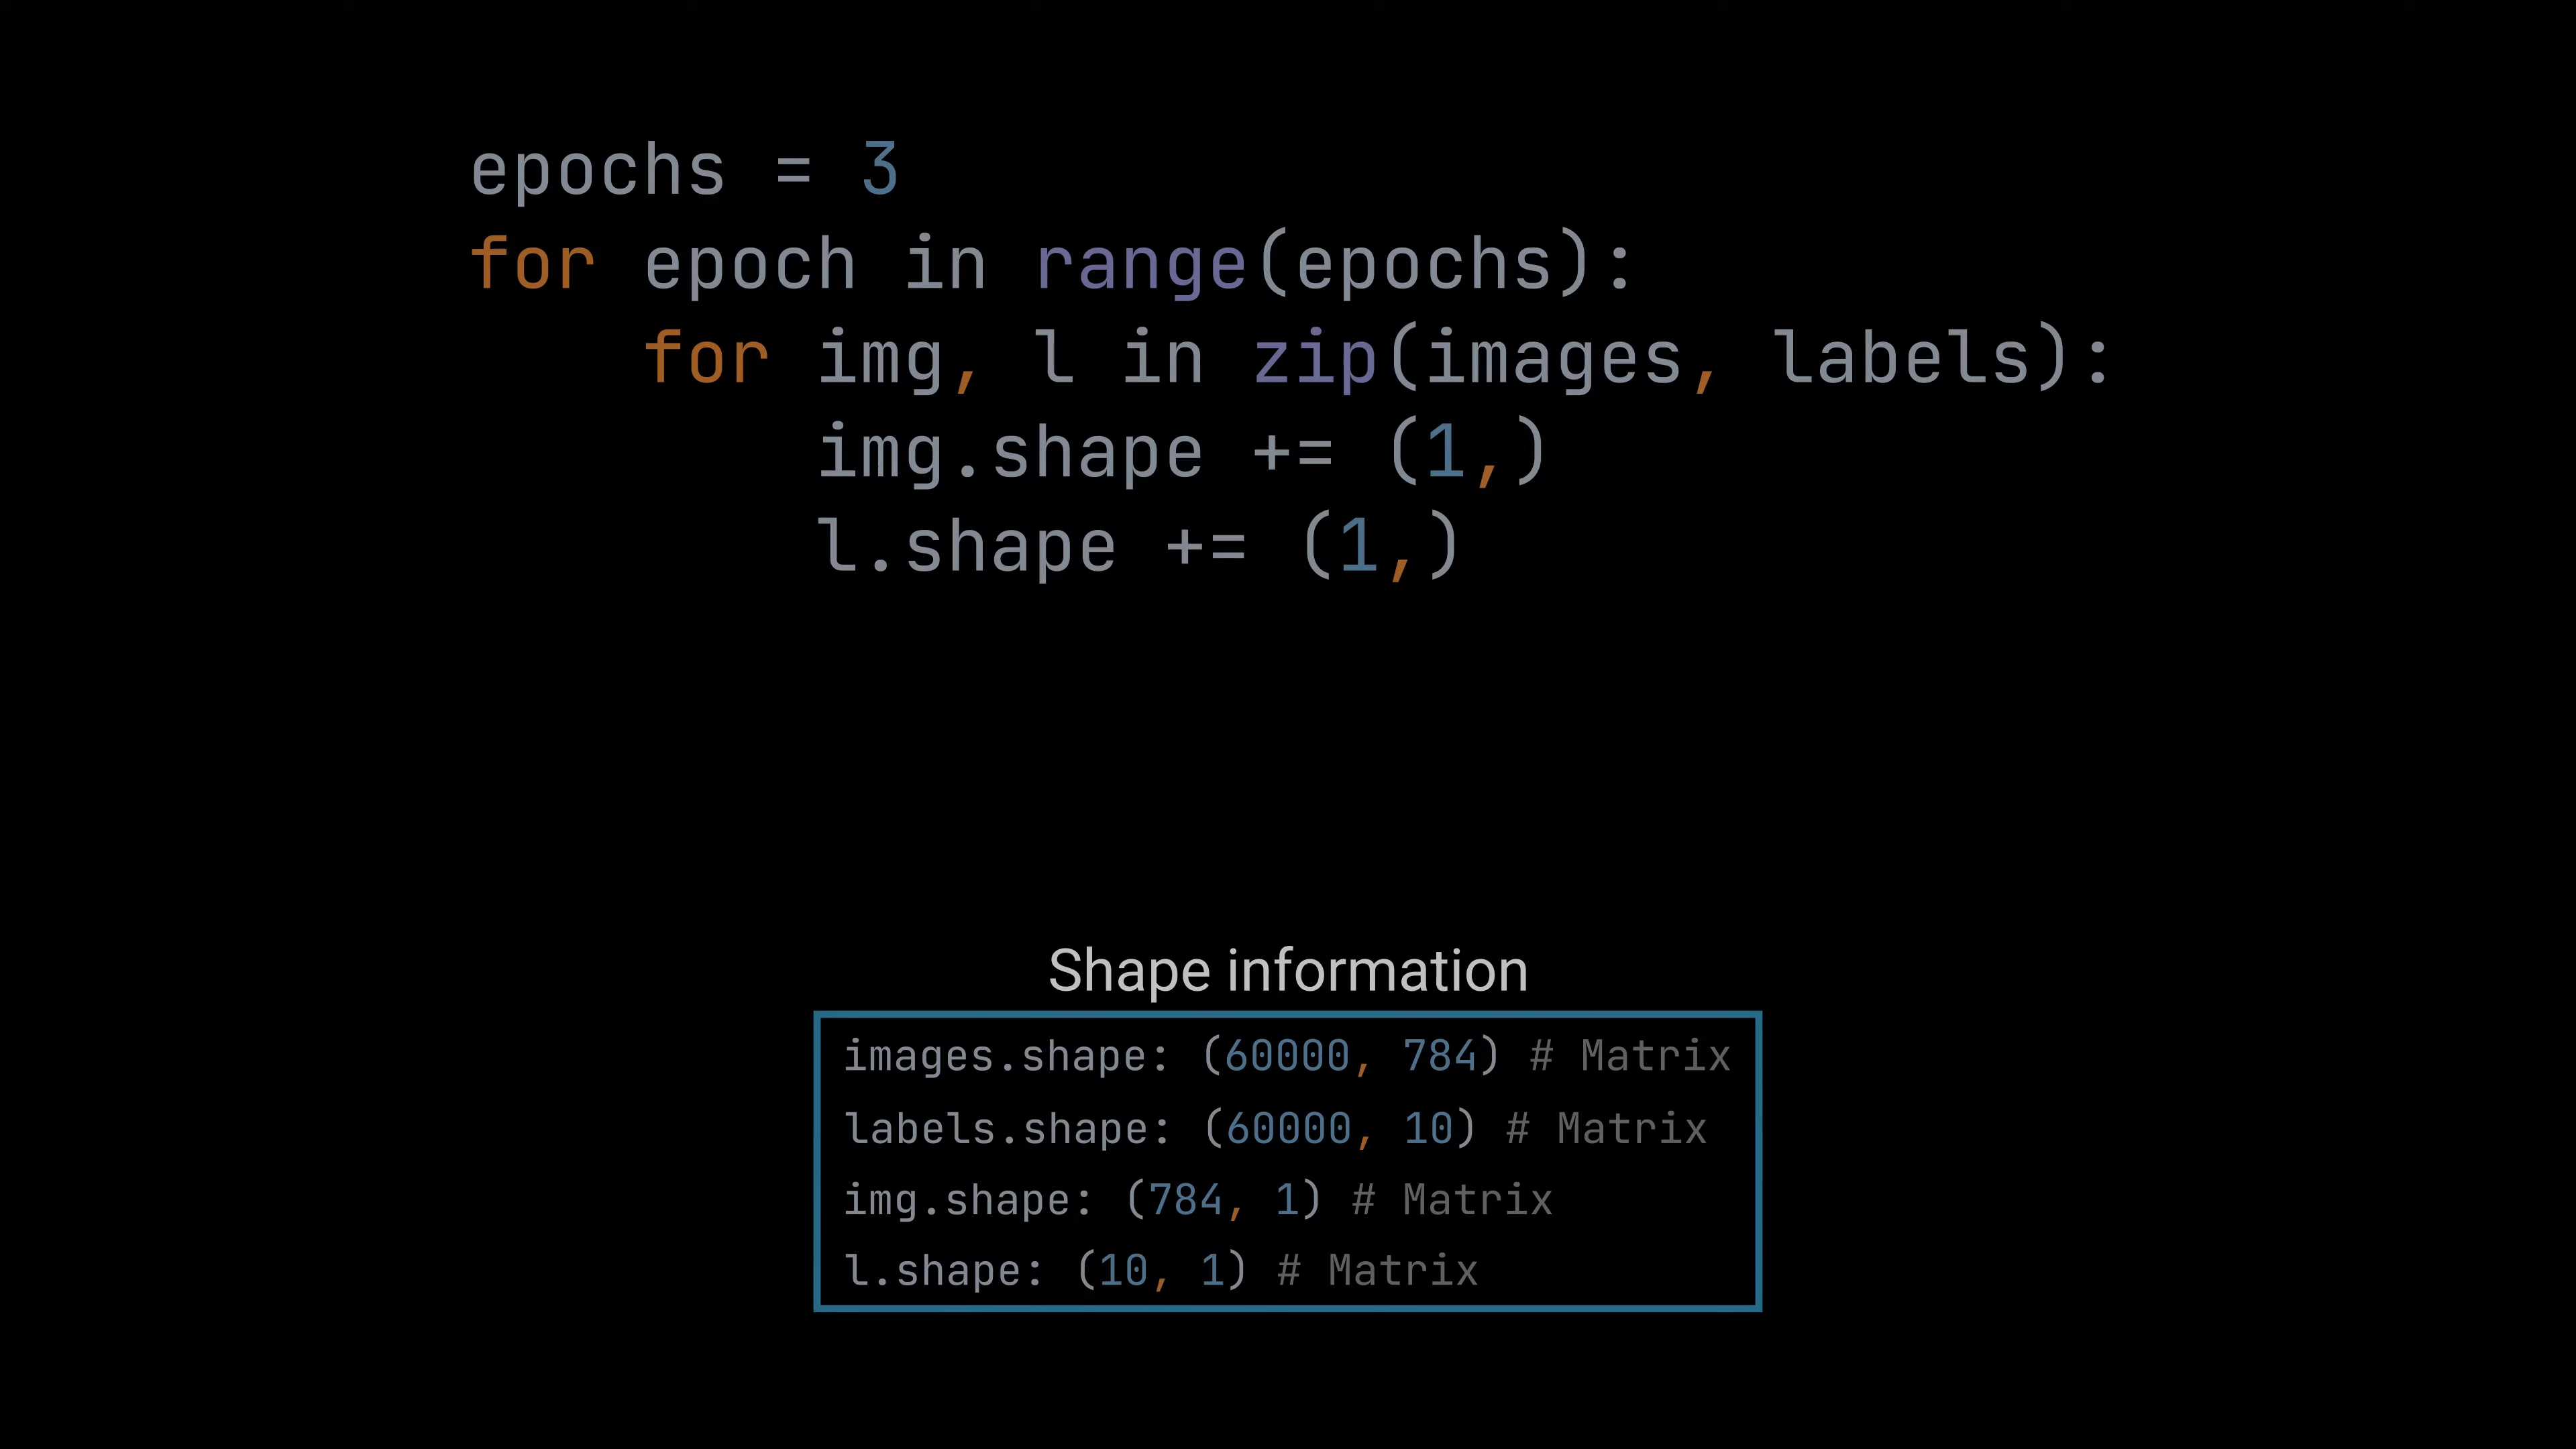 epochs = 3
for epoch in range(epochs):
    for img, l in zip(images, labels):
        img.shape += (1,)
        l.shape += (1,)
Shape information
images.shape: (60000, 784) # Matrix
labels.shape: (60000, 10) # Matrix
img.shape: (784, 1) # Matrix
l.shape: (10, 1) # Matrix